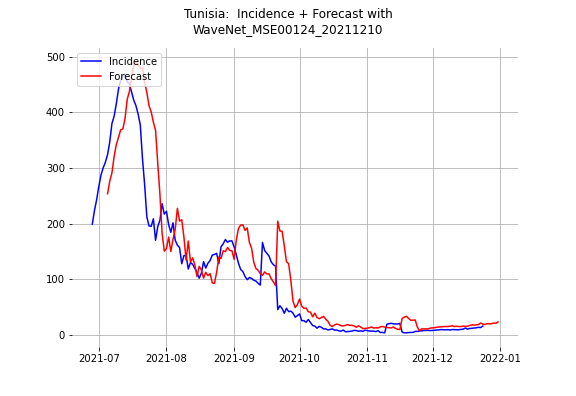 Tunisia:  Incidence + Forecast with
WaveNet_MSE00124_20211210
Incidence
Forecast
500
400
300
200
100
0
2021-07 2021-08 2021-09 2021-10 2021-11 2021-12 2022-01